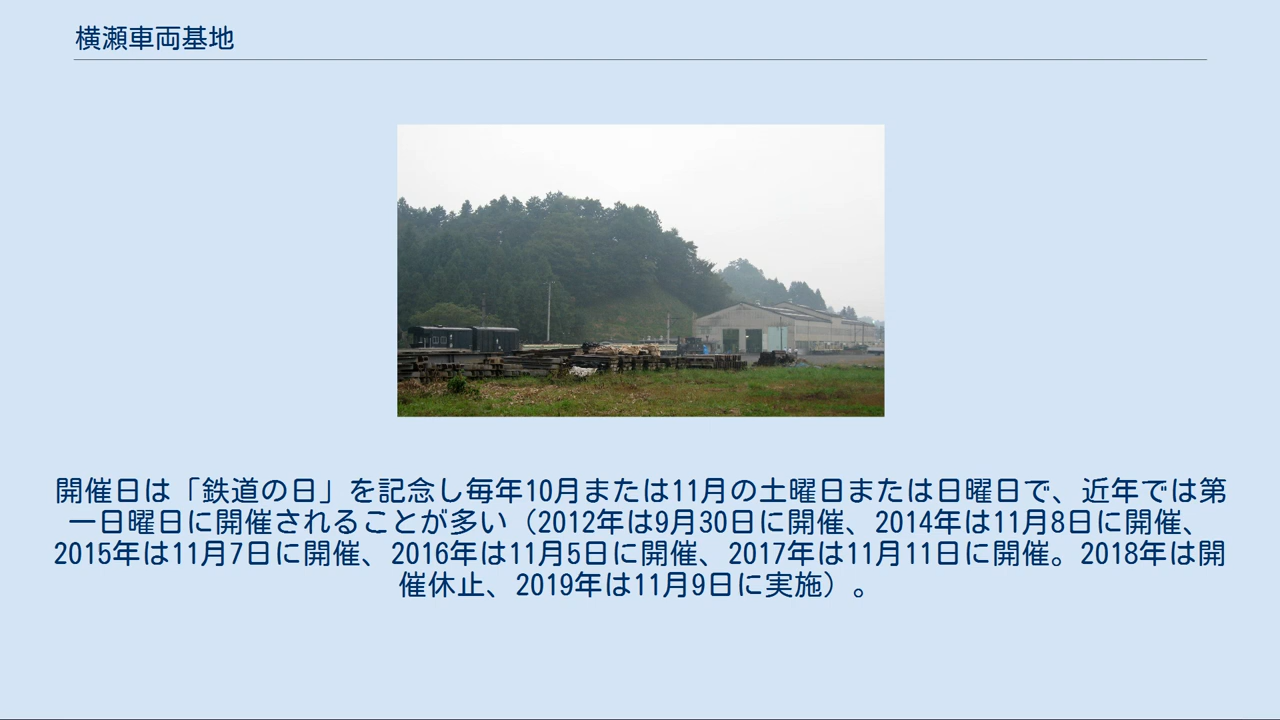 横瀬車両基地
開催日は「鉄道の日」を記念し毎年10月または11月の土曜日または日曜日で、近年では第
一日曜日に開催されることが多い（2012年は9月30日に開催、2014年は11月8日に開催、
2015年は11月7日に開催、2016年は11月5日に開催、2017年は11月11日に開催。2018年は開
催休止、2019年は11月9日に実施）。